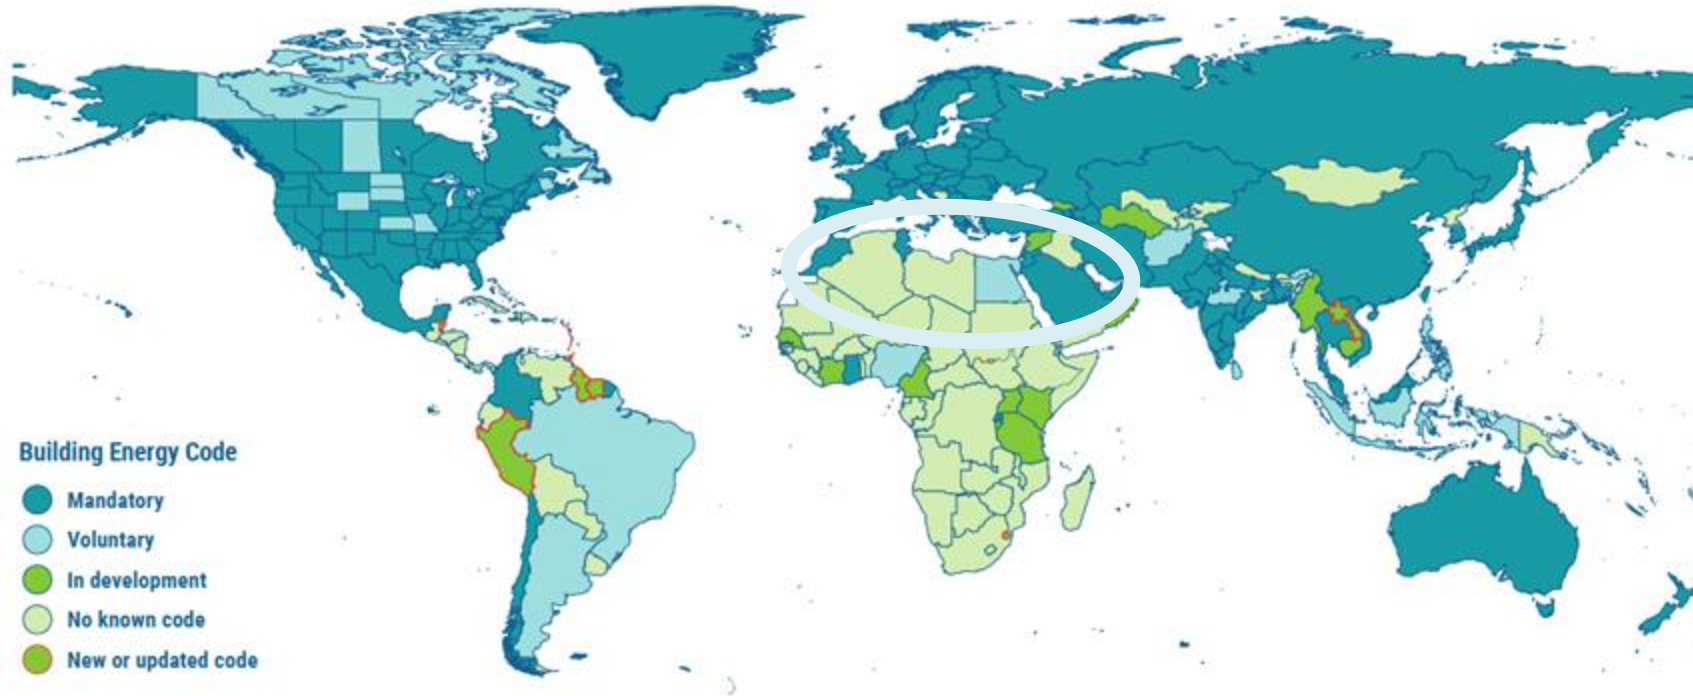 Building Energy Code
Mandatory
Voluntary
In development
No known code
New or updated code